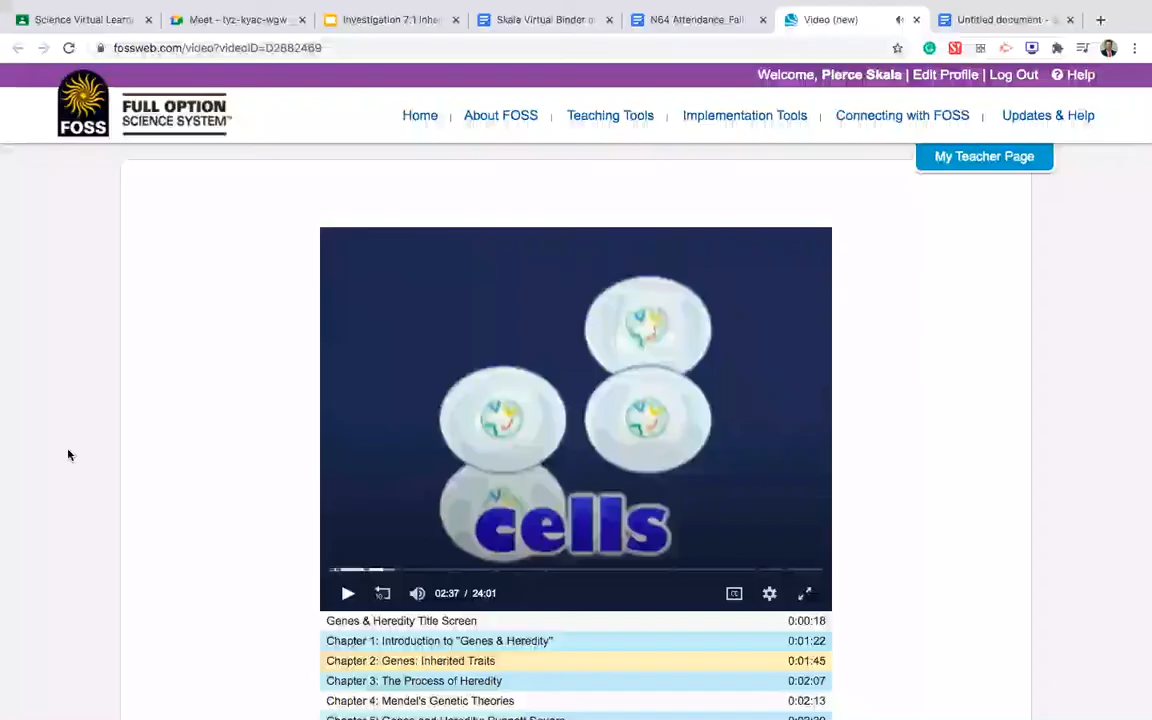 Science Virtual Learn
Meet - tyz-kyac-wgw
Investigation 7.1 Inhe
Skala Virtual Binder o
N64 Attendance_Fall
Video (new)
Untitled document -
fossweb.com/video?videoID=D2882469
Welcome, Pierce Skala | Edit Profile | Log Out | Help
FOSS
FULL OPTION
SCIENCE SYSTEM™
Home | About FOSS | Teaching Tools | Implementation Tools | Connecting with FOSS | Updates & Help
My Teacher Page
cells
10
02:37 / 24:01
CC
Genes & Heredity Title Screen 0:00:18
Chapter 1: Introduction to "Genes & Heredity" 0:01:22
Chapter 2: Genes: Inherited Traits 0:01:45
Chapter 3: The Process of Heredity 0:02:07
Chapter 4: Mendel's Genetic Theories 0:02:13